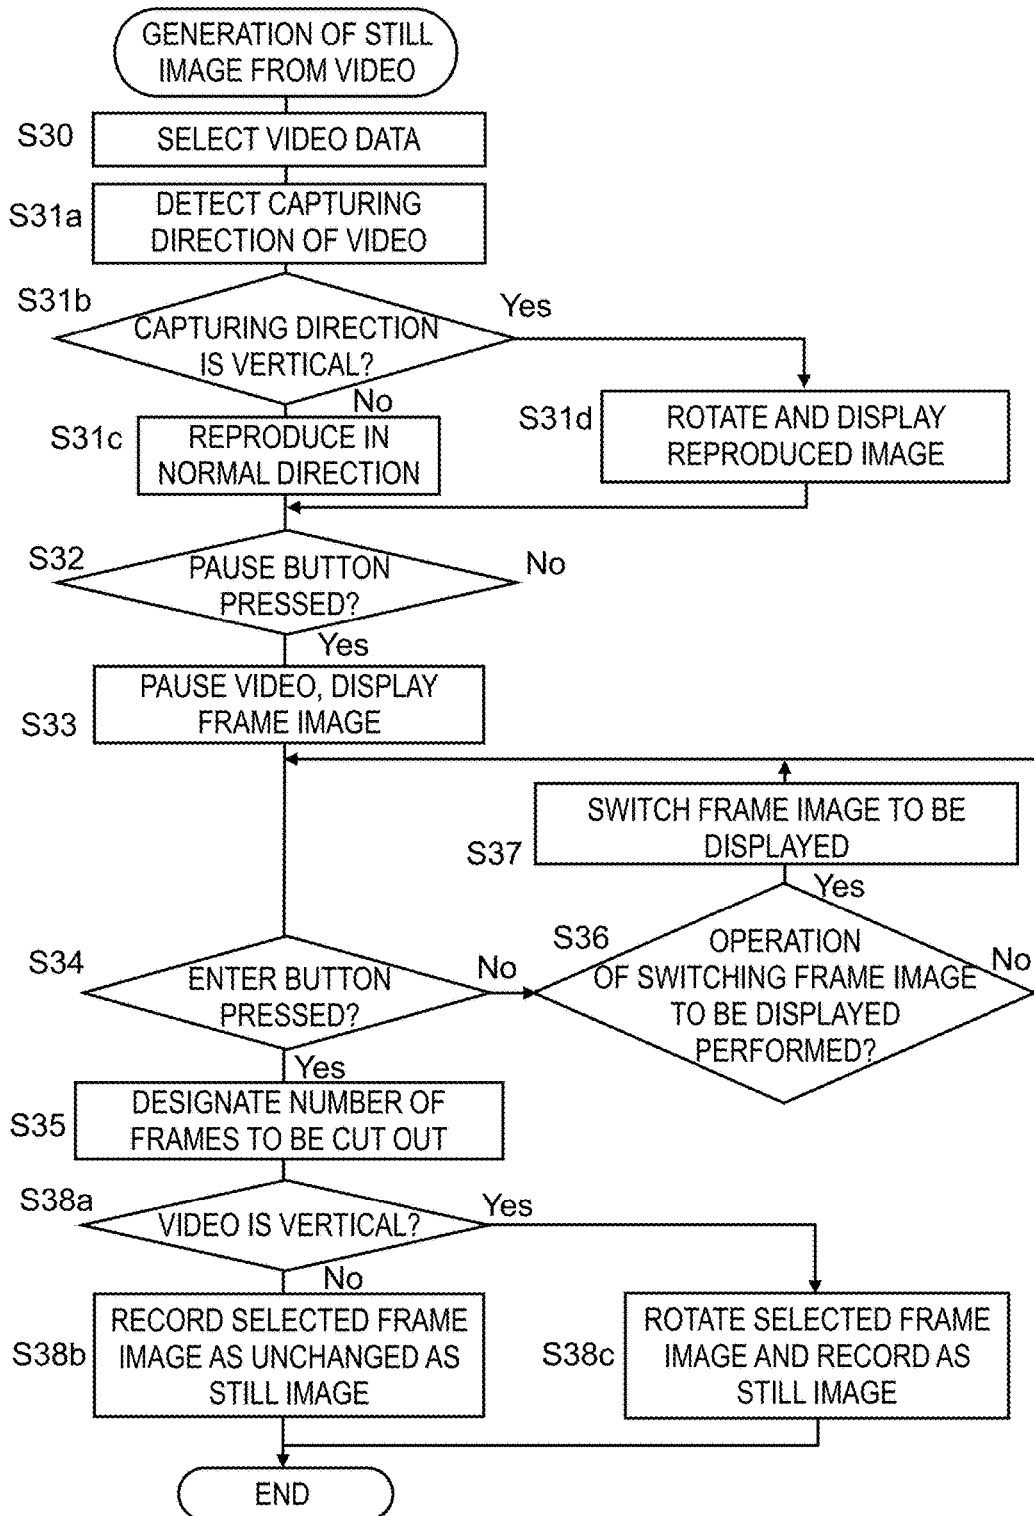 GENERATION OF STILL
IMAGE FROM VIDEO
S30
SELECT VIDEO DATA
S31a
DETECT CAPTURING
DIRECTION OF VIDEO
S31b
CAPTURING DIRECTION
IS VERTICAL?
Yes
No
S31c
REPRODUCE IN
NORMAL DIRECTION
S31d
ROTATE AND DISPLAY
REPRODUCED IMAGE
S32
PAUSE BUTTON
PRESSED?
No
Yes
S33
PAUSE VIDEO, DISPLAY
FRAME IMAGE
SWITCH FRAME IMAGE TO BE
DISPLAYED
S37
Yes
S34
ENTER BUTTON
PRESSED?
No
S36
OPERATION
OF SWITCHING FRAME IMAGE
TO BE DISPLAYED
PERFORMED?
No
Yes
S35
DESIGNATE NUMBER OF
FRAMES TO BE CUT OUT
S38a
VIDEO IS VERTICAL?
Yes
No
S38b
RECORD SELECTED FRAME
IMAGE AS UNCHANGED AS
STILL IMAGE
S38c
ROTATE SELECTED FRAME
IMAGE AND RECORD AS
STILL IMAGE
END